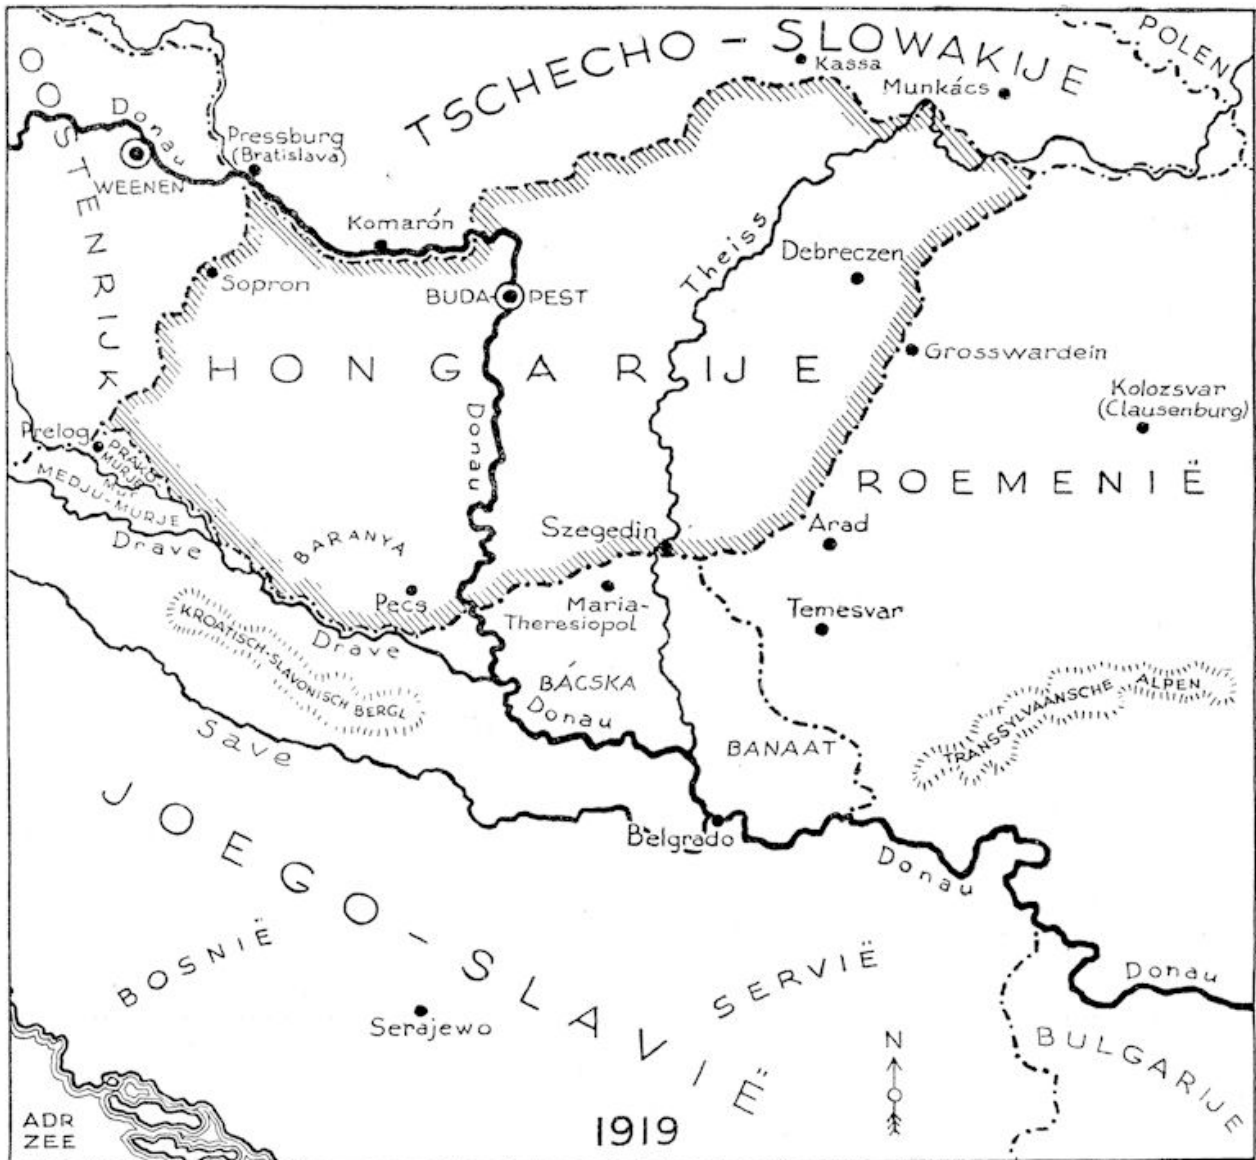 TSCHECHO-SLOWAKIJE
POLEN
Kassa
Munkács
OOSTENRIJK
Donau
Pressburg
(Bratislava)
WEENEN
Komarón
Theiss
Debreczen
Sopron
BUDA-PEST
HONGARIJE
Grosswardein
Kolozsvar
(Clausenburg)
Donau
Prelog
PRAKO-
MURJE
Mur
MEDJU-MURJE
ROEMENIË
Drave
BARANYA
Szegedin
Arad
Pecs
Maria-
Theresiopol
Temesvar
KROATISCH-SLAVONISCH BERGL
Drave
BÁCSKA
Donau
TRANSSYLVAANSCHE ALPEN
Save
BANAAT
JOEGO-SLAVIË
Belgrado
Donau
BOSNIË
SERVIË
Donau
Serajewo
N
BULGARIJE
ADR
ZEE
1919